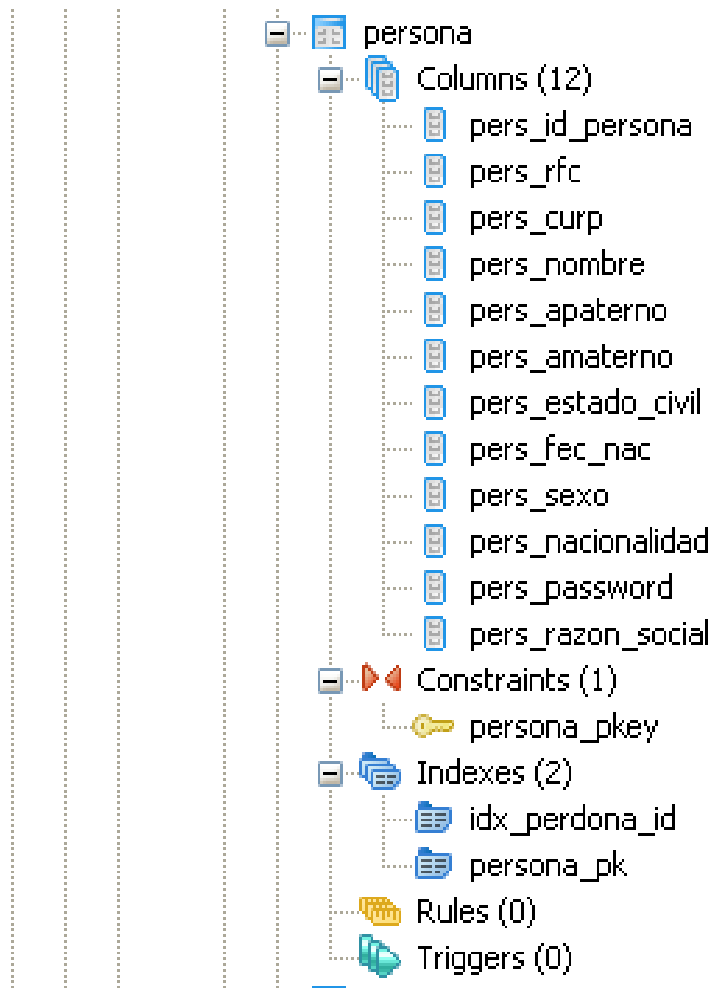 persona
Columns (12)
pers_id_persona
pers_rfc
pers_curp
pers_nombre
pers_apaterno
pers_amaterno
pers_estado_civil
pers_fec_nac
pers_sexo
pers_nacionalidad
pers_password
pers_razon_social
Constraints (1)
persona_pkey
Indexes (2)
idx_perdona_id
persona_pk
Rules (0)
Triggers (0)